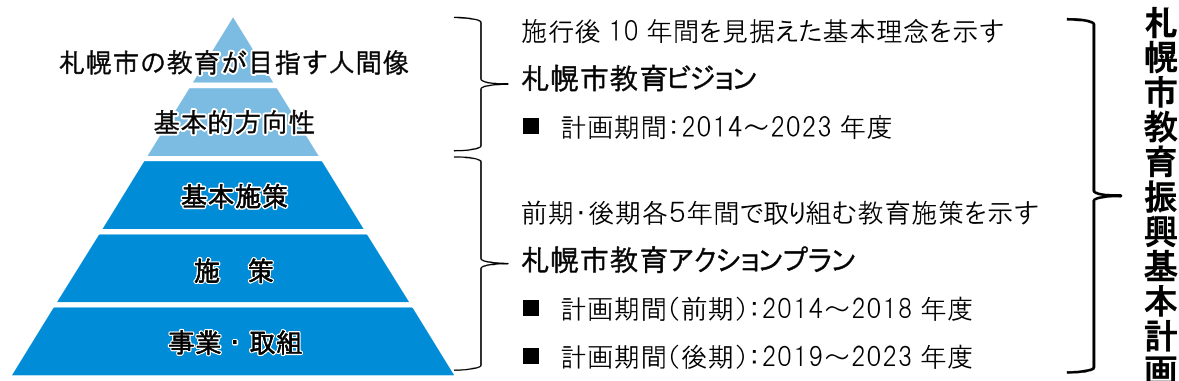 札幌市の教育が目指す人間像
基本的方向性
基本施策
施　策
事業・取組
施行後10年間を見据えた基本理念を示す
札幌市教育ビジョン
■ 計画期間：2014～2023年度
前期・後期各5年間で取り組む教育施策を示す
札幌市教育アクションプラン
■ 計画期間（前期）：2014～2018年度
■ 計画期間（後期）：2019～2023年度
札幌市教育振興基本計画